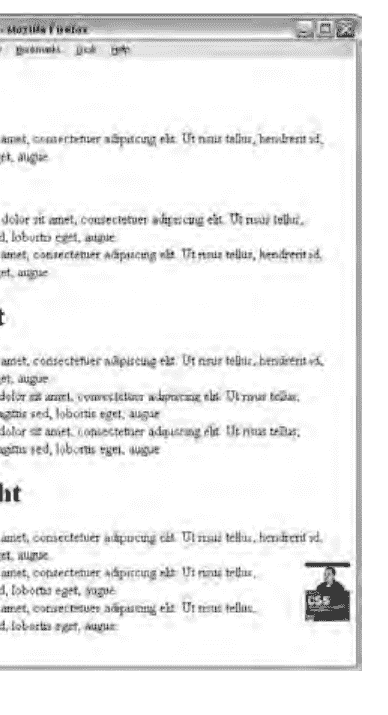 - Mozilla Firefox
Bookmarks Tools Help
amet, consectetuer adipiscing elit. Ut risus tellus, hendrerit id,
et, augue.
dolor sit amet, consectetuer adipiscing elit. Ut risus tellus,
d, lobortis eget, augue.
amet, consectetuer adipiscing elit. Ut risus tellus, hendrerit id,
et, augue.
t
amet, consectetuer adipiscing elit. Ut risus tellus, hendrerit id,
et, augue.
dolor sit amet, consectetuer adipiscing elit. Ut risus tellus,
agittis sed, lobortis eget, augue.
dolor sit amet, consectetuer adipiscing elit. Ut risus tellus,
agittis sed, lobortis eget, augue.
ht
amet, consectetuer adipiscing elit. Ut risus tellus, hendrerit id,
et, augue.
amet, consectetuer adipiscing elit. Ut risus tellus,
d, lobortis eget, augue.
amet, consectetuer adipiscing elit. Ut risus tellus,
d, lobortis eget, augue.
CSS